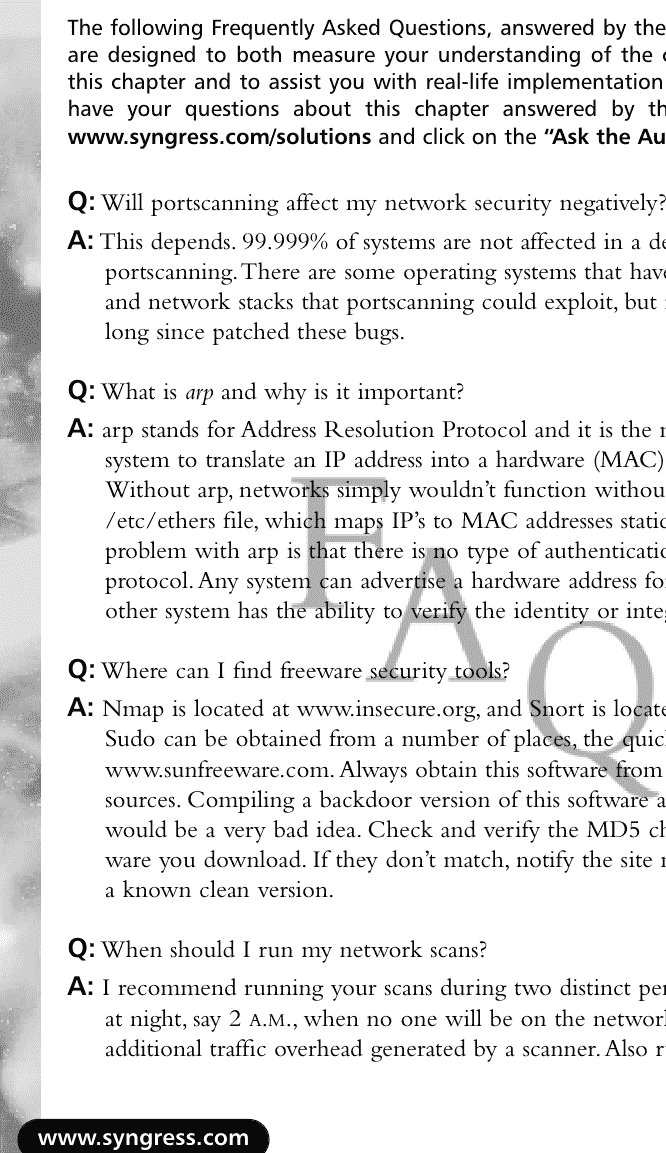 The following Frequently Asked Questions, answered by the
are designed to both measure your understanding of the
this chapter and to assist you with real-life implementation
have your questions about this chapter answered by th
www.syngress.com/solutions and click on the “Ask the Au
Q: Will portscanning affect my network security negatively?
A: This depends. 99.999% of systems are not affected in a de
portscanning. There are some operating systems that have
and network stacks that portscanning could exploit, but
long since patched these bugs.
Q: What is arp and why is it important?
A: arp stands for Address Resolution Protocol and it is the
system to translate an IP address into a hardware (MAC)
Without arp, networks simply wouldn’t function withou
/etc/ethers file, which maps IP’s to MAC addresses static
problem with arp is that there is no type of authenticatio
protocol. Any system can advertise a hardware address fo
other system has the ability to verify the identity or integ
FAQ
Q: Where can I find freeware security tools?
A: Nmap is located at www.insecure.org, and Snort is locate
Sudo can be obtained from a number of places, the quic
www.sunfreeware.com. Always obtain this software from
sources. Compiling a backdoor version of this software a
would be a very bad idea. Check and verify the MD5 ch
ware you download. If they don’t match, notify the site
a known clean version.
Q: When should I run my network scans?
A: I recommend running your scans during two distinct per
at night, say 2 A.M., when no one will be on the network
additional traffic overhead generated by a scanner. Also r
www.syngress.com